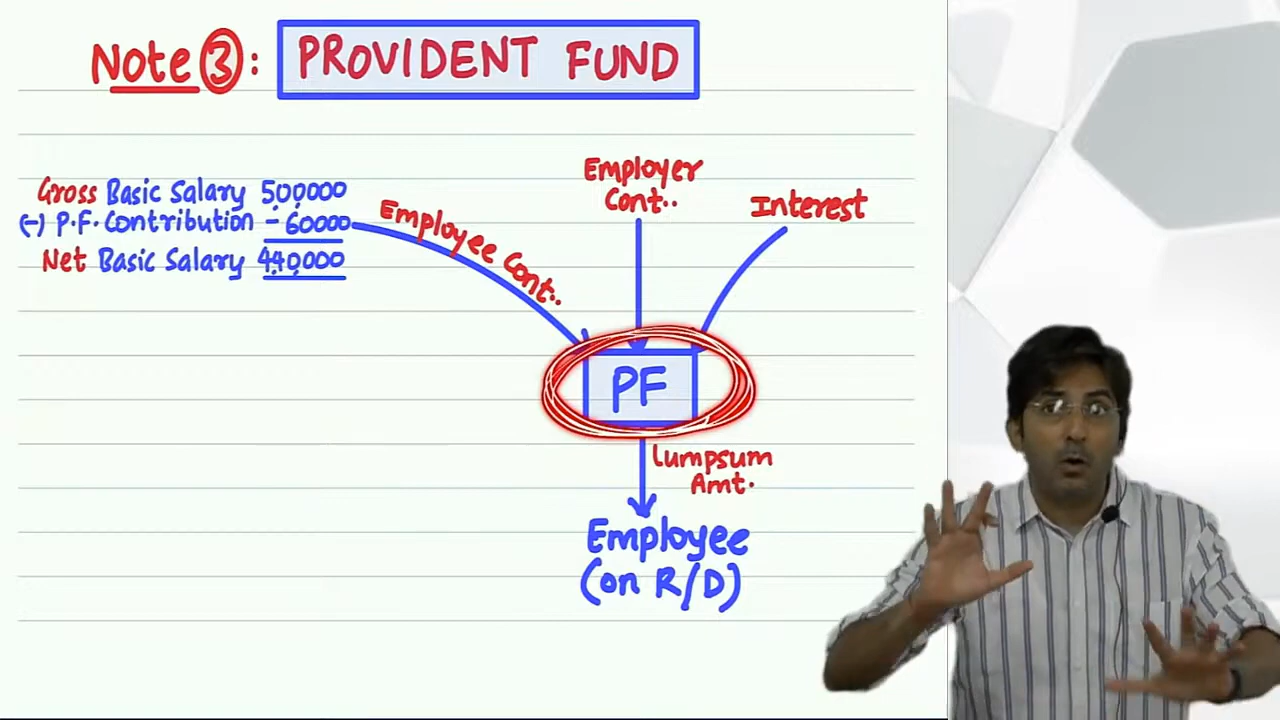 Note ③: PROVIDENT FUND
Gross Basic Salary 500000
(-) P.F. Contribution - 60000
Net Basic Salary 440000
Employee Cont..
Employer
Cont..
Interest
PF
Lumpsum
Amt.
Employee
(on R/D)